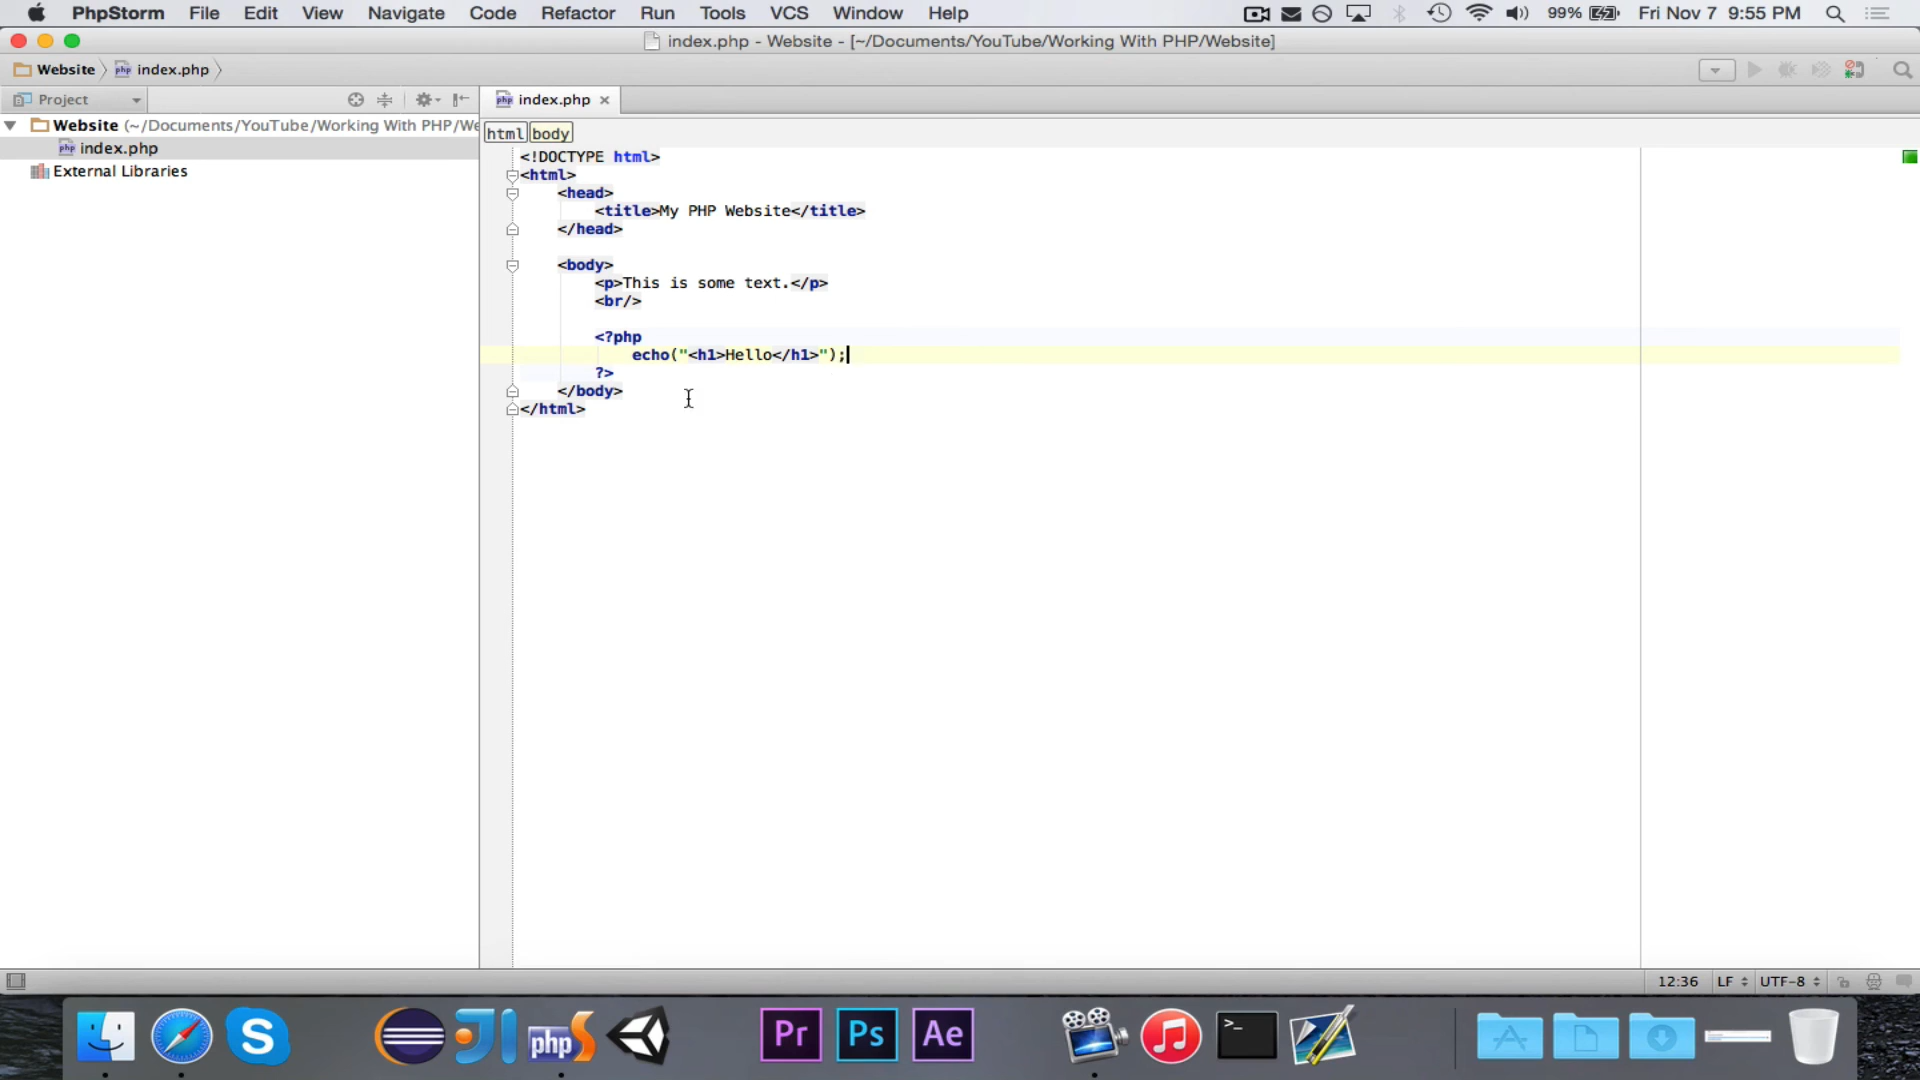 PhpStorm File Edit View Navigate Code Refactor Run Tools VCS Window Help 99% Fri Nov 7 9:55 PM
index.php - Website - [~/Documents/YouTube/Working With PHP/Website]
Website php index.php
Project php index.php
Website (~/Documents/YouTube/Working With PHP/We
php index.php
External Libraries
html body
<!DOCTYPE html>
<html>
<head>
<title>My PHP Website</title>
</head>
<body>
<p>This is some text.</p>
<br/>
<?php
echo("<h1>Hello</h1>");
?>
</body>
</html>
12:36 LF UTF-8
S php Pr Ps Ae >_